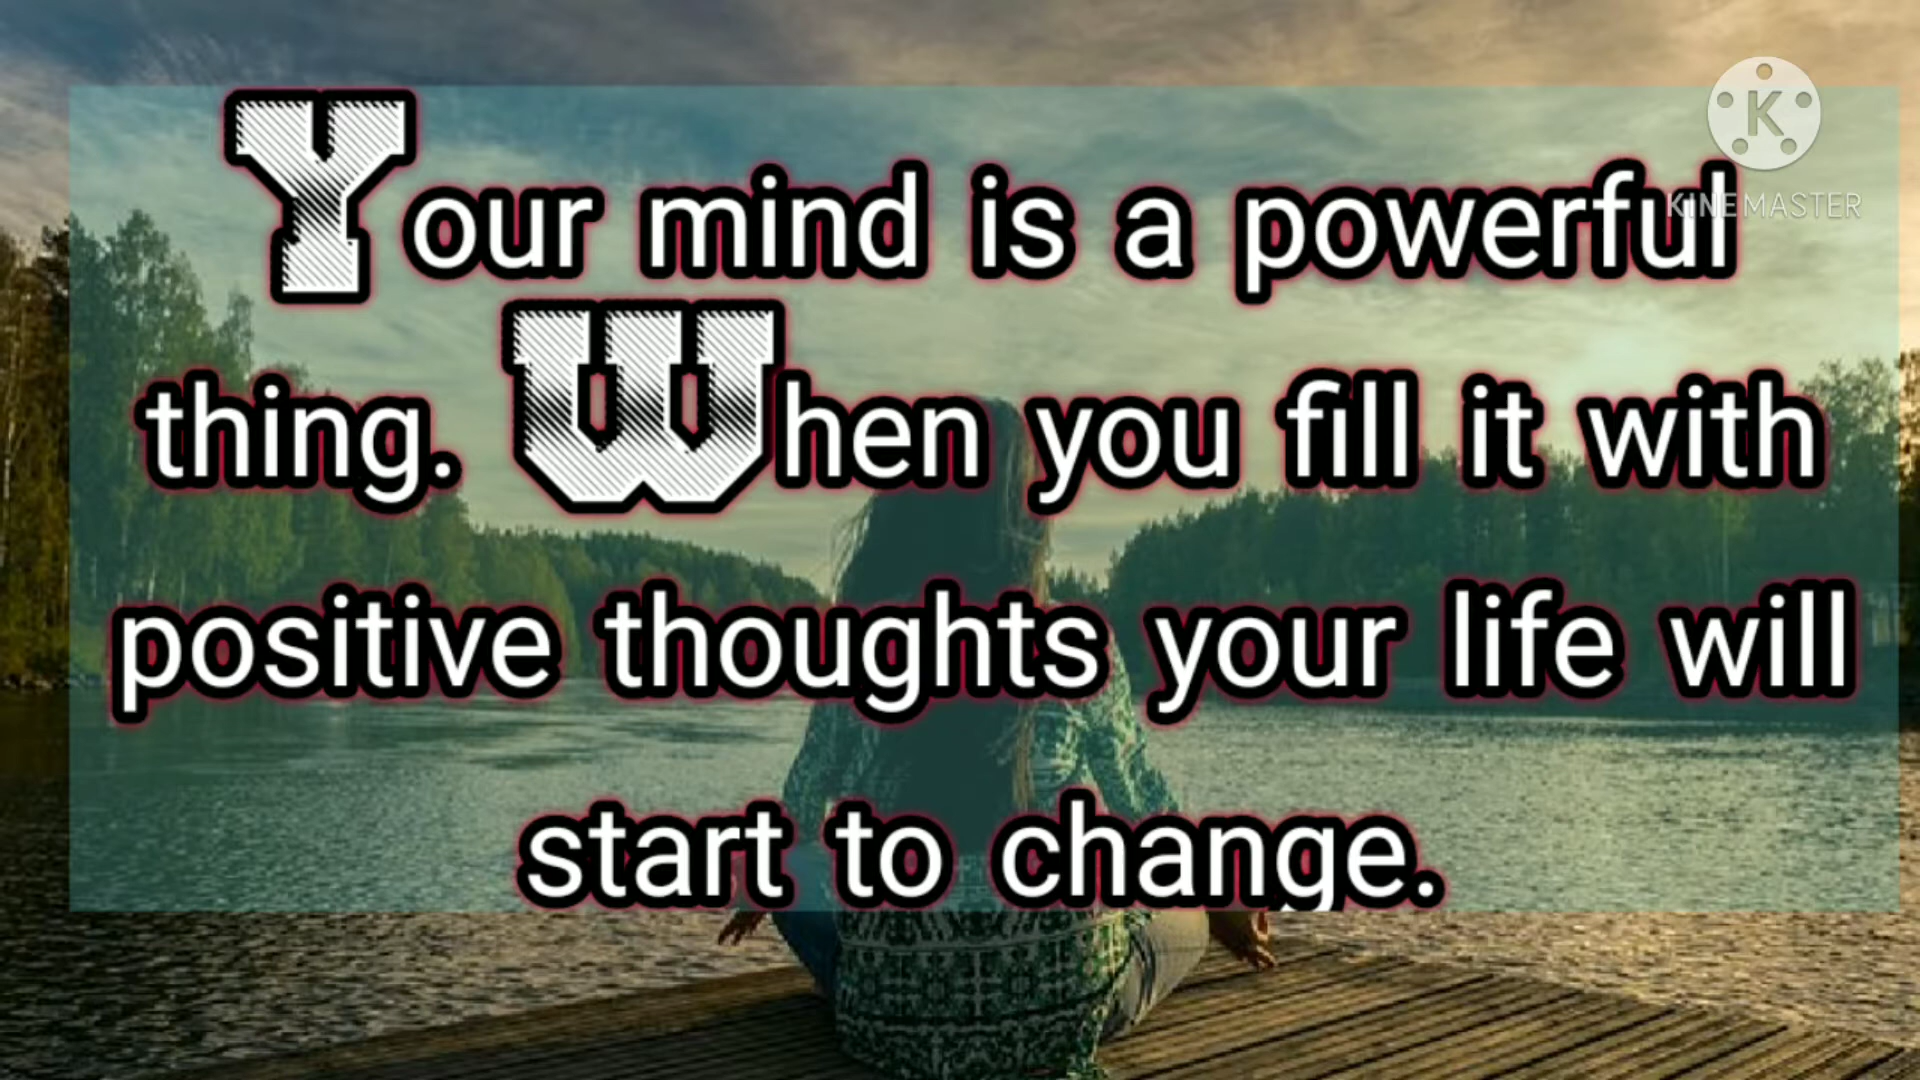 K
KINEMASTER
Your mind is a powerful
thing. When you fill it with
positive thoughts your life will
start to change.